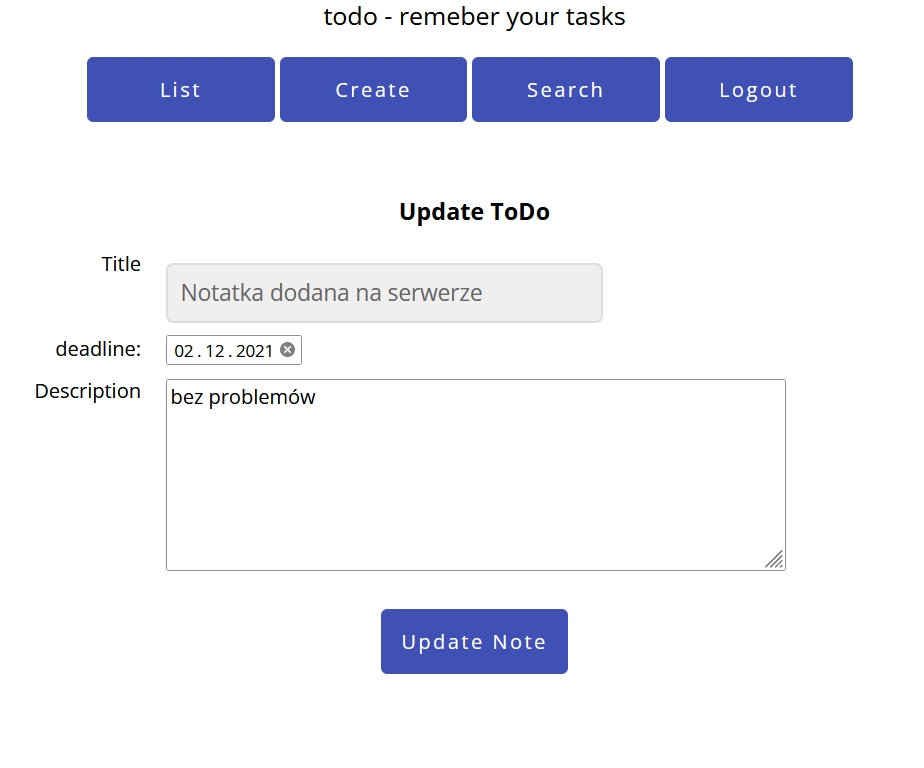 todo - remeber your tasks
List Create Search Logout
Update ToDo
Title Notatka dodana na serwerze
deadline: 02.12.2021
Description bez problemów
Update Note